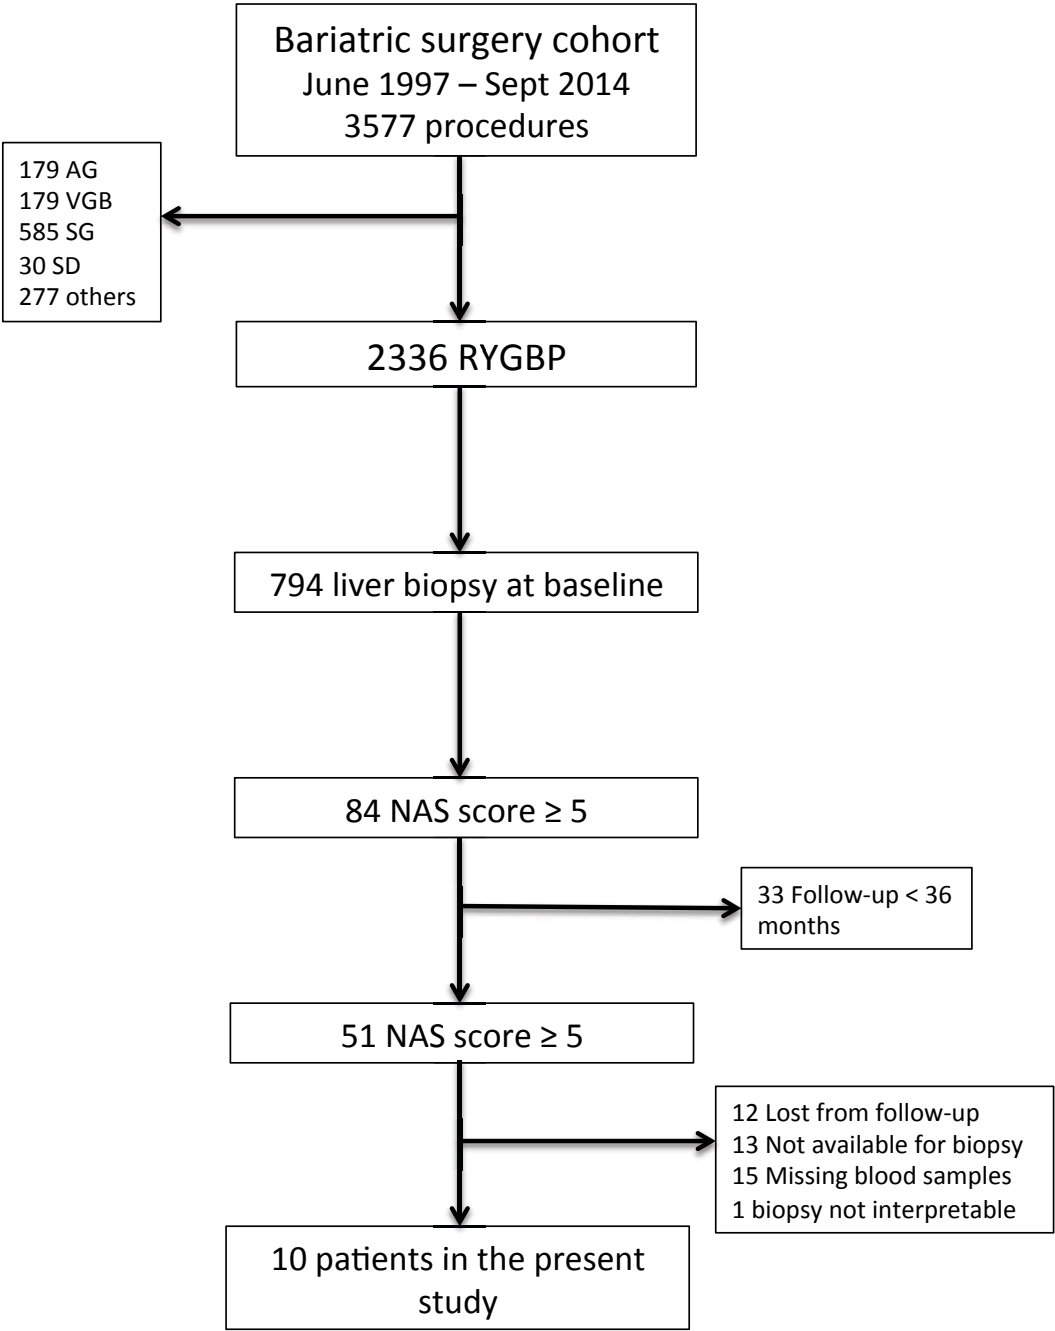 Bariatric surgery cohort
June 1997 – Sept 2014
3577 procedures
179 AG
179 VGB
585 SG
30 SD
277 others
2336 RYGBP
794 liver biopsy at baseline
84 NAS score ≥ 5
33 Follow-up < 36
months
51 NAS score ≥ 5
12 Lost from follow-up
13 Not available for biopsy
15 Missing blood samples
1 biopsy not interpretable
10 patients in the present
study